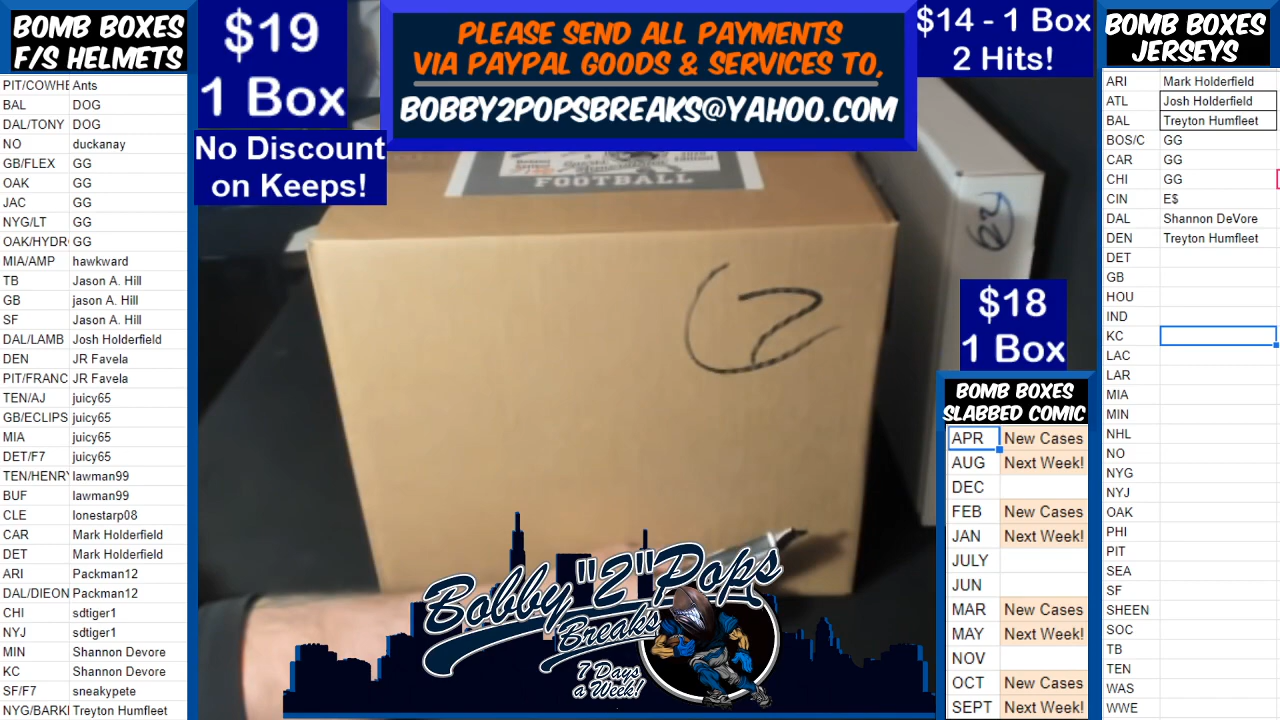 BOMB BOXES
F/S HELMETS
PIT/COWHE Ants
BAL DOG
DAL/TONY DOG
NO duckanay
GB/FLEX GG
OAK GG
JAC GG
NYG/LT GG
OAK/HYDR GG
MIA/AMP hawkward
TB Jason A. Hill
GB jason A. Hill
SF Jason A. Hill
DAL/LAMB Josh Holderfield
DEN JR Favela
PIT/FRANC JR Favela
TEN/AJ juicy65
GB/ECLIPS juicy65
MIA juicy65
DET/F7 juicy65
TEN/HENRY lawman99
BUF lawman99
CLE lonestarp08
CAR Mark Holderfield
DET Mark Holderfield
ARI Packman12
DAL/DIEON Packman12
CHI sdtiger1
NYJ sdtiger1
MIN Shannon Devore
KC Shannon Devore
SF/F7 sneakypete
NYG/BARK Treyton Humfleet
$19
1 Box
No Discount
on Keeps!
PLEASE SEND ALL PAYMENTS
VIA PAYPAL GOODS & SERVICES TO,
BOBBY2POPSBREAKS@YAHOO.COM
FOOTBALL
2
62
Bobby "2" Pops
Breaks
7 Days
a Week!
$14 - 1 Box
2 Hits!
$18
1 Box
BOMB BOXES
SLABBED COMIC
APR New Cases
AUG Next Week!
DEC
FEB New Cases
JAN Next Week!
JULY
JUN
MAR New Cases
MAY Next Week!
NOV
OCT New Cases
SEPT Next Week!
BOMB BOXES
JERSEYS
ARI Mark Holderfield
ATL Josh Holderfield
BAL Treyton Humfleet
BOS/C GG
CAR GG
CHI GG
CIN E$
DAL Shannon DeVore
DEN Treyton Humfleet
DET
GB
HOU
IND
KC
LAC
LAR
MIA
MIN
NHL
NO
NYG
NYJ
OAK
PHI
PIT
SEA
SF
SHEEN
SOC
TB
TEN
WAS
WWE